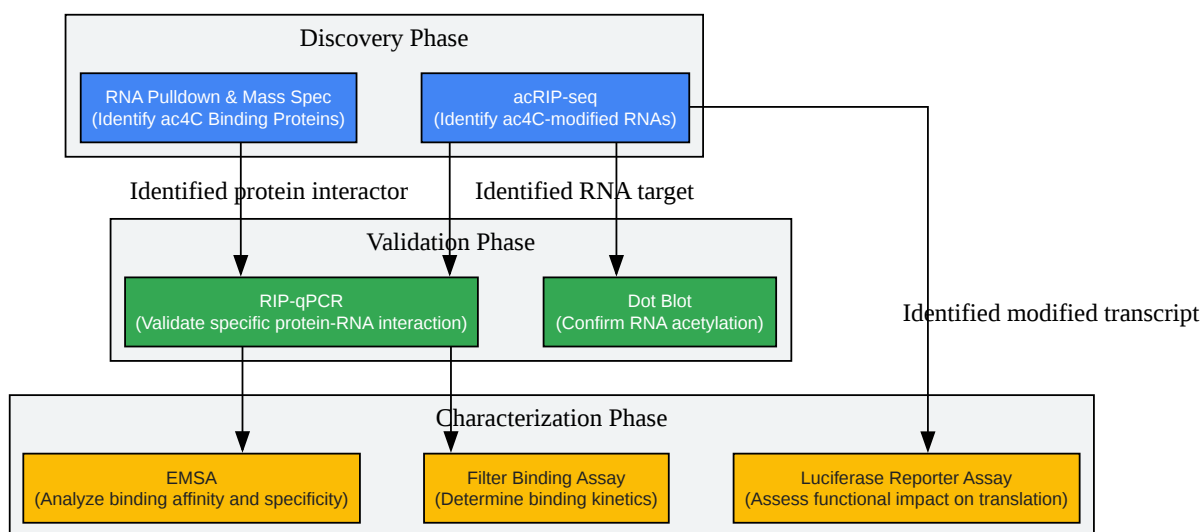 Discovery Phase
RNA Pulldown & Mass Spec
(Identify ac4C Binding Proteins)
acRIP-seq
(Identify ac4C-modified RNAs)
Identified protein interactor
Identified RNA target
Validation Phase
RIP-qPCR
(Validate specific protein-RNA interaction)
Dot Blot
(Confirm RNA acetylation)
Identified modified transcript
Characterization Phase
EMSA
(Analyze binding affinity and specificity)
Filter Binding Assay
(Determine binding kinetics)
Luciferase Reporter Assay
(Assess functional impact on translation)